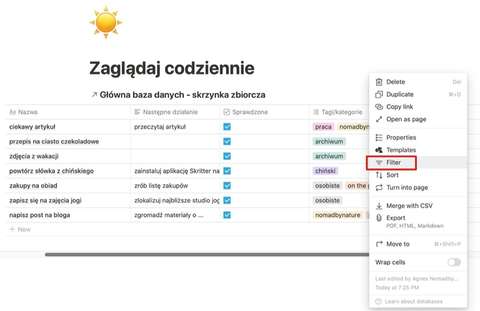 Zaglądaj codziennie
↗ Główna baza danych - skrzynka zbiorcza
Aa Nazwa Następne działanie Sprawdzone Tagi/kategorie
ciekawy artykuł przeczytaj artykuł praca nomadbyna
przepis na ciasto czekoladowe archiwum
zdjęcia z wakacji archiwum
powtórz słówka z chińskiego zainstaluj aplikację Skritter na chiński
zakupy na obiad zrób listę zakupów osobiste on the
zapisz się na zajęcia jogi zlokalizuj najbliższe studio jog osobiste
napisz post na bloga zgromadź materiały o ... nomadbynature
+ New
Delete Del
Duplicate ⌘+D
Copy link
Open as page
Properties
Templates
Filter
Sort
Turn into page
Merge with CSV
Export
PDF, HTML, Markdown
Move to ⌘+Shift+P
Wrap cells
Last edited by Agnes Nomadby...
Today at 7:25 PM
Learn about databases